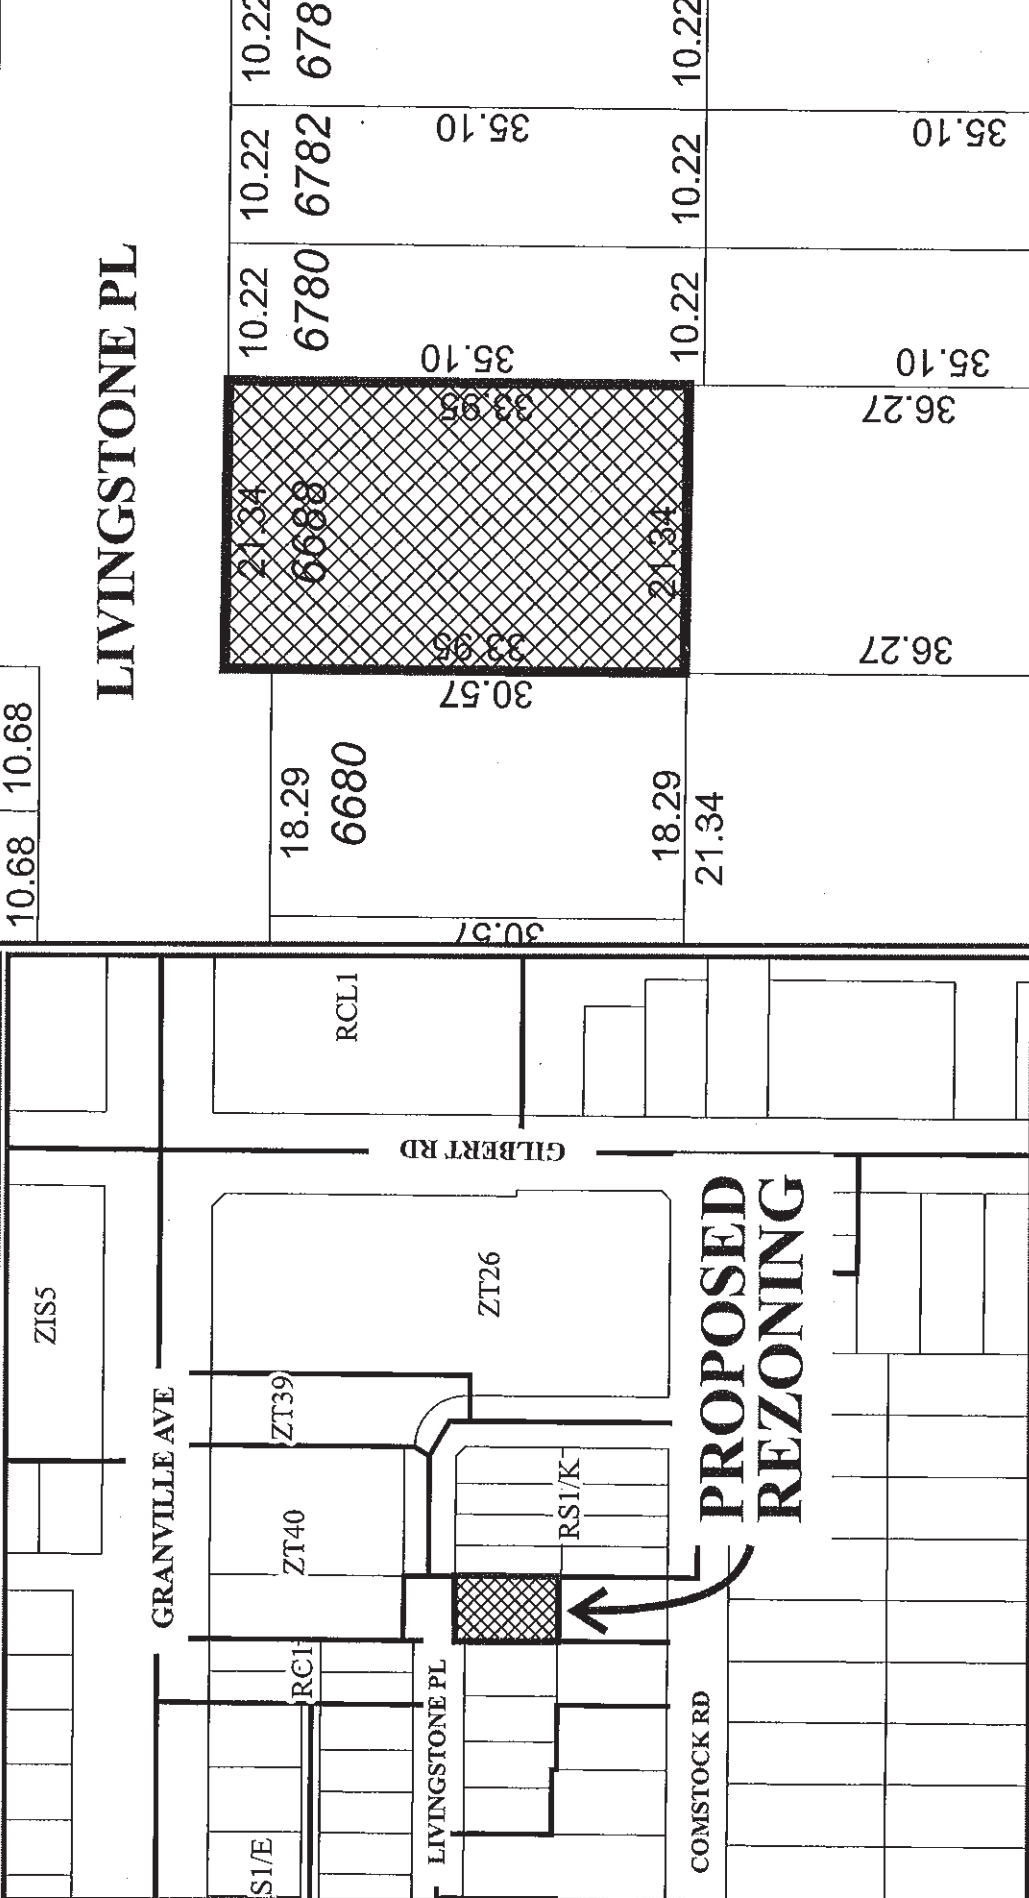 LIVINGSTONE PL
10.68
10.68
10.22
678
10.22
35.10
35.10
10.22
6782
10.22
10.22
6780
10.22
35.10
35.10
33.95
36.27
21.34
6688
21.34
33.95
36.27
30.57
18.29
6680
18.29
21.34
30.57
RCL1
GILBERT RD
ZIS5
ZT26
GRANVILLE AVE
ZT39
ZT40
RS1/K
PROPOSED
REZONING
RC1
LIVINGSTONE PL
COMSTOCK RD
S1/E